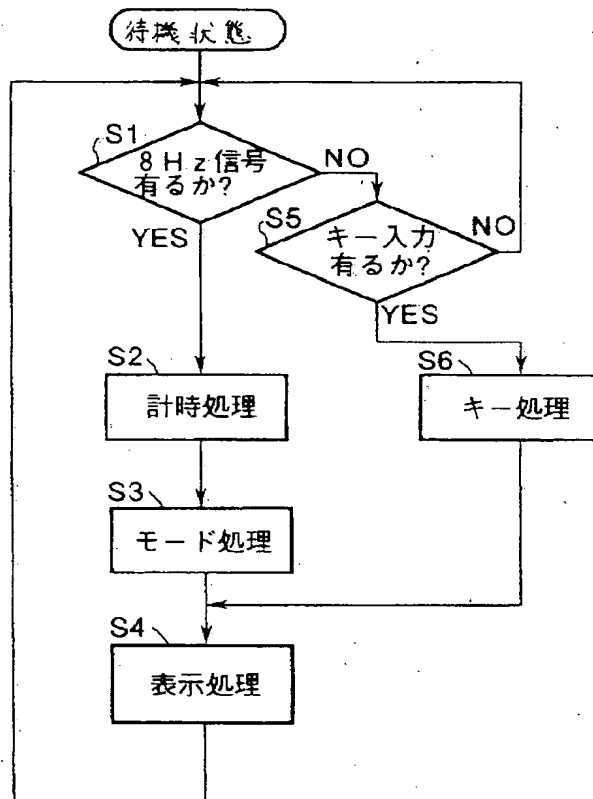 待機状態
S1
8Hz信号
有るか?
NO
YES
S5
キー入力
有るか?
NO
YES
S2
計時処理
S6
キー処理
S3
モード処理
S4
表示処理